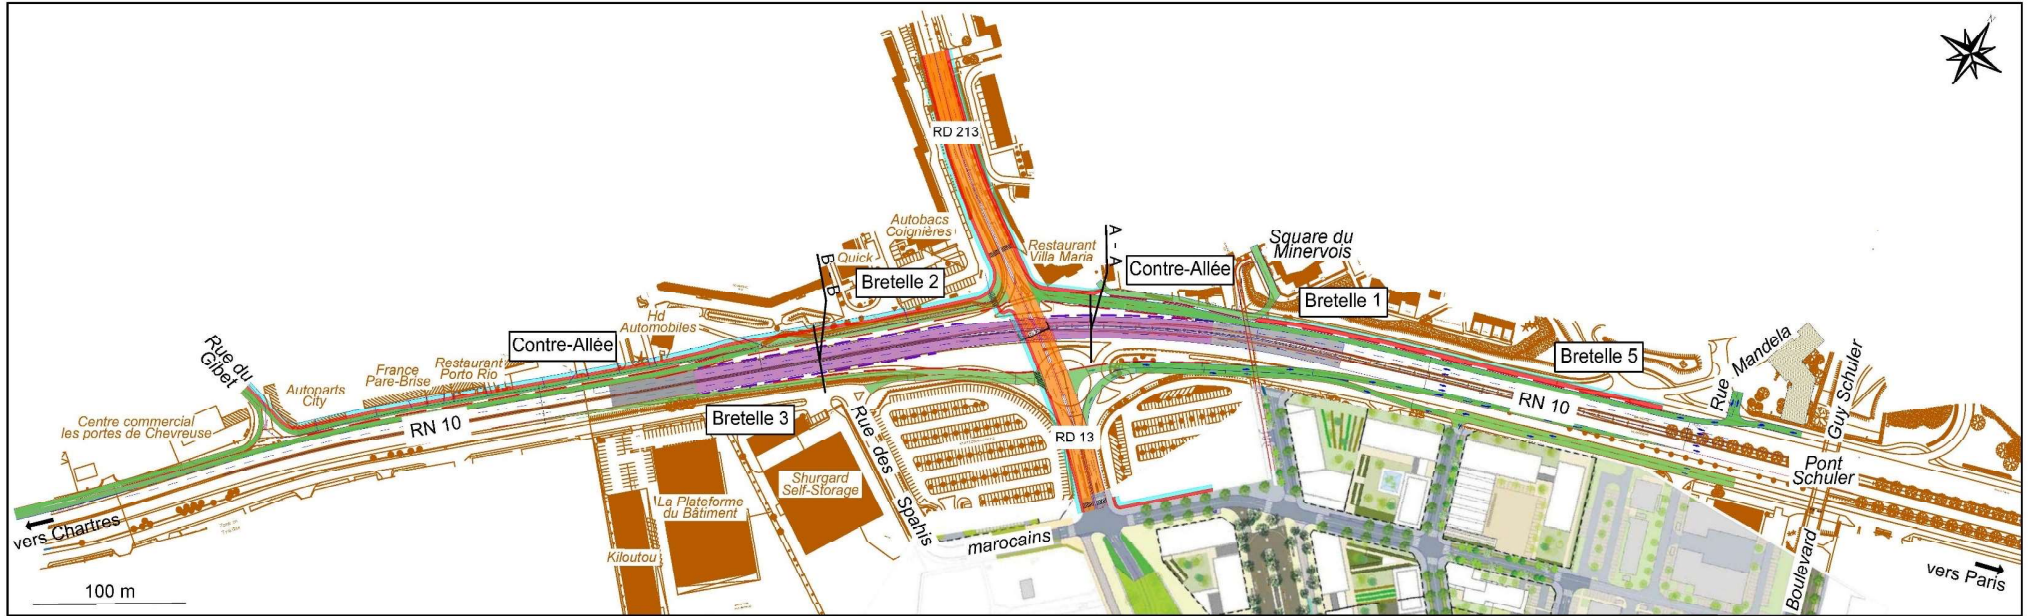 N
RD 213
Autobacs
Coignières
Quick
B - B
Bretelle 2
Restaurant
Villa Maria
A - A
Contre-Allée
Square du
Minervois
Bretelle 1
Bretelle 5
Rue Mandela
Boulevard Guy Schuler
Pont
Schuler
RN 10
vers Paris
Hd
Automobiles
Contre-Allée
Restaurant
Porto Rio
France
Pare-Brise
Autoparts
City
Rue du
Gibet
Centre commercial
les portes de Chevreuse
RN 10
vers Chartres
Bretelle 3
Rue des Spahis
marocains
RD 13
Shurgard
Self-Storage
La Plateforme
du Bâtiment
Kiloutou
100 m